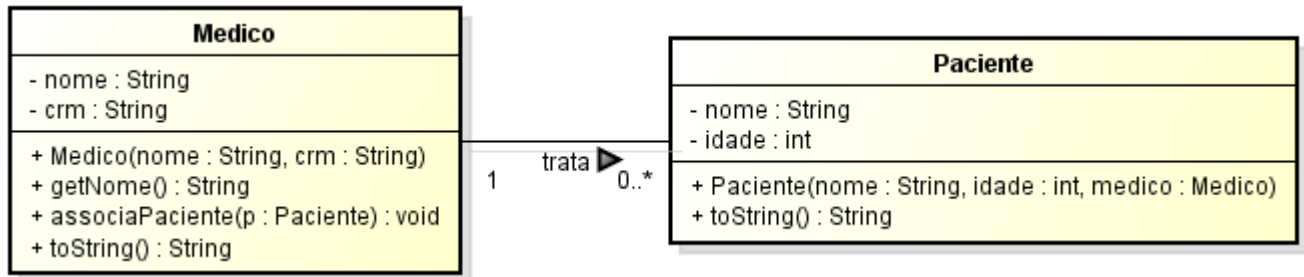 Medico
- nome : String
- crm : String
+ Medico(nome : String, crm : String)
+ getNome() : String
+ associaPaciente(p : Paciente) : void
+ toString() : String
1
trata
0..*
Paciente
- nome : String
- idade : int
+ Paciente(nome : String, idade : int, medico : Medico)
+ toString() : String